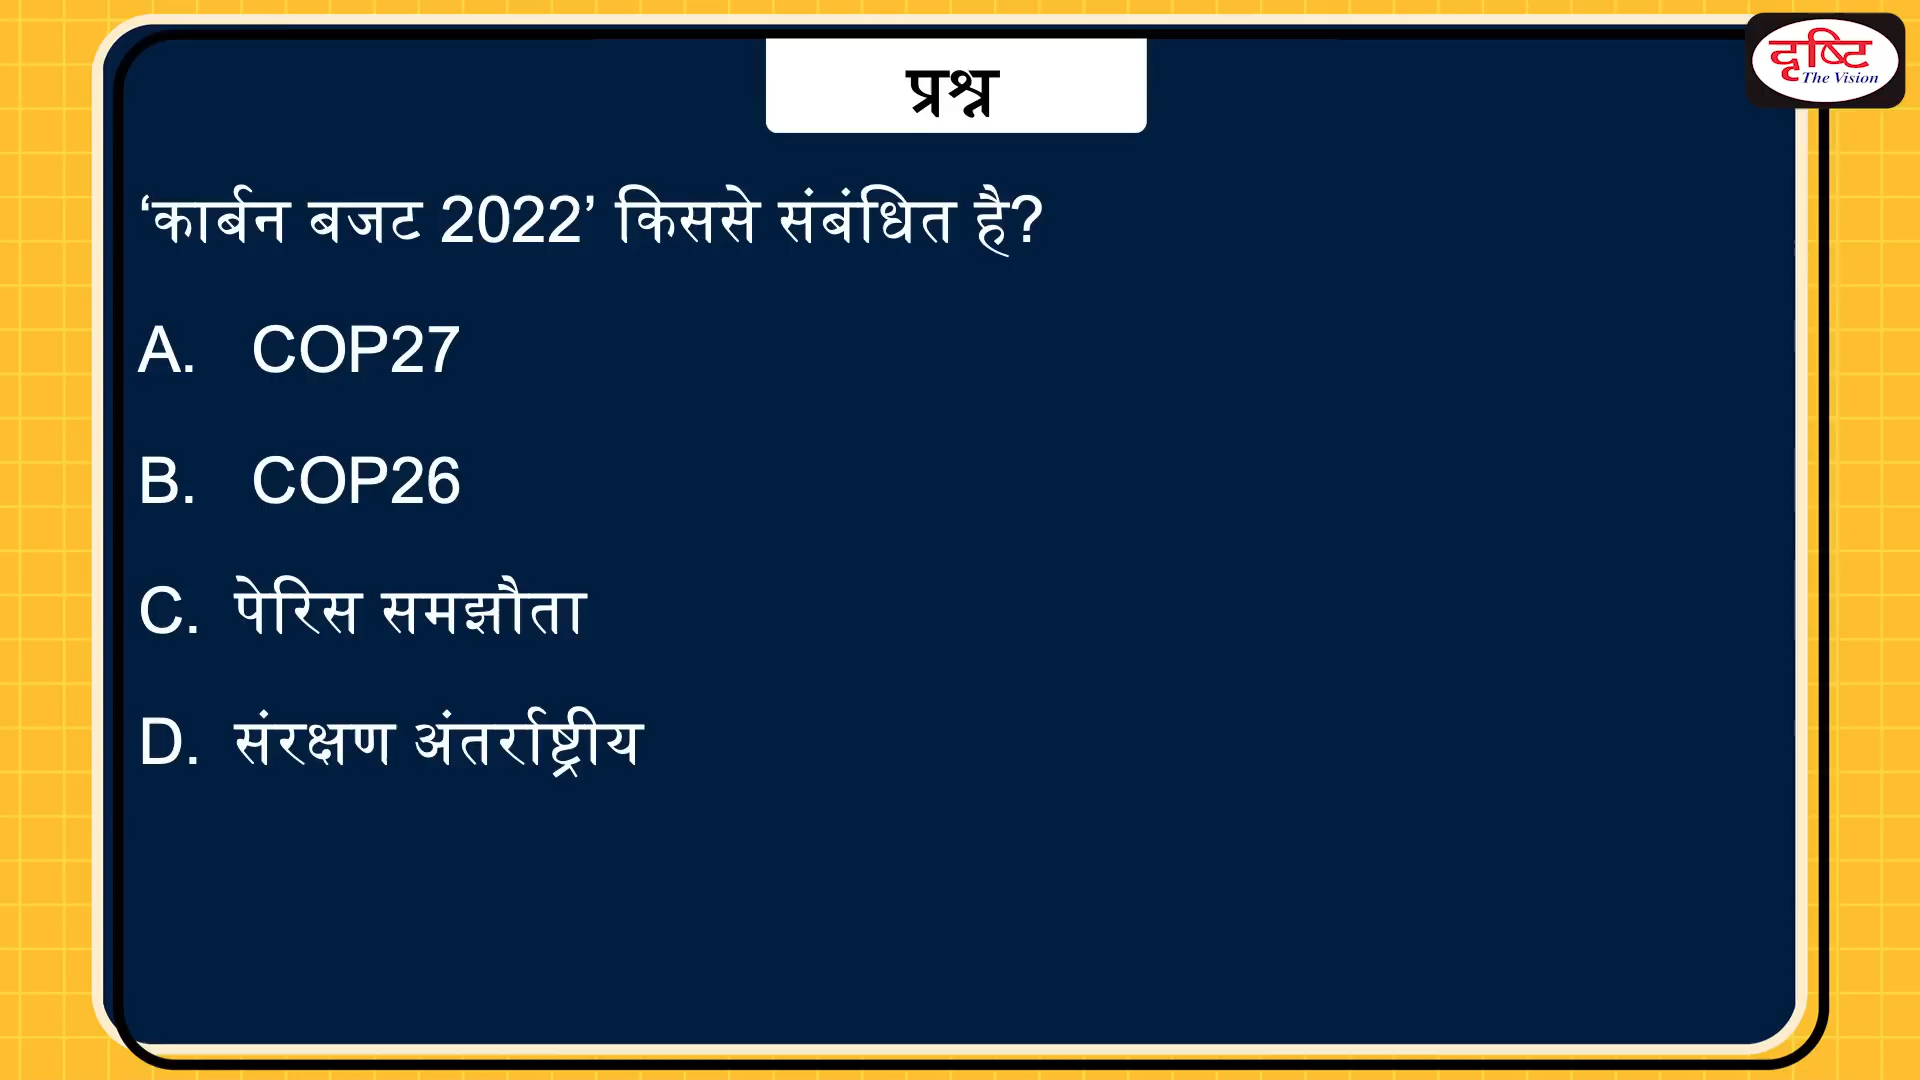 दृष्टि
The Vision
प्रश्न
‘कार्बन बजट 2022’ किससे संबंधित है?
A. COP27
B. COP26
C. पेरिस समझौता
D. संरक्षण अंतर्राष्ट्रीय